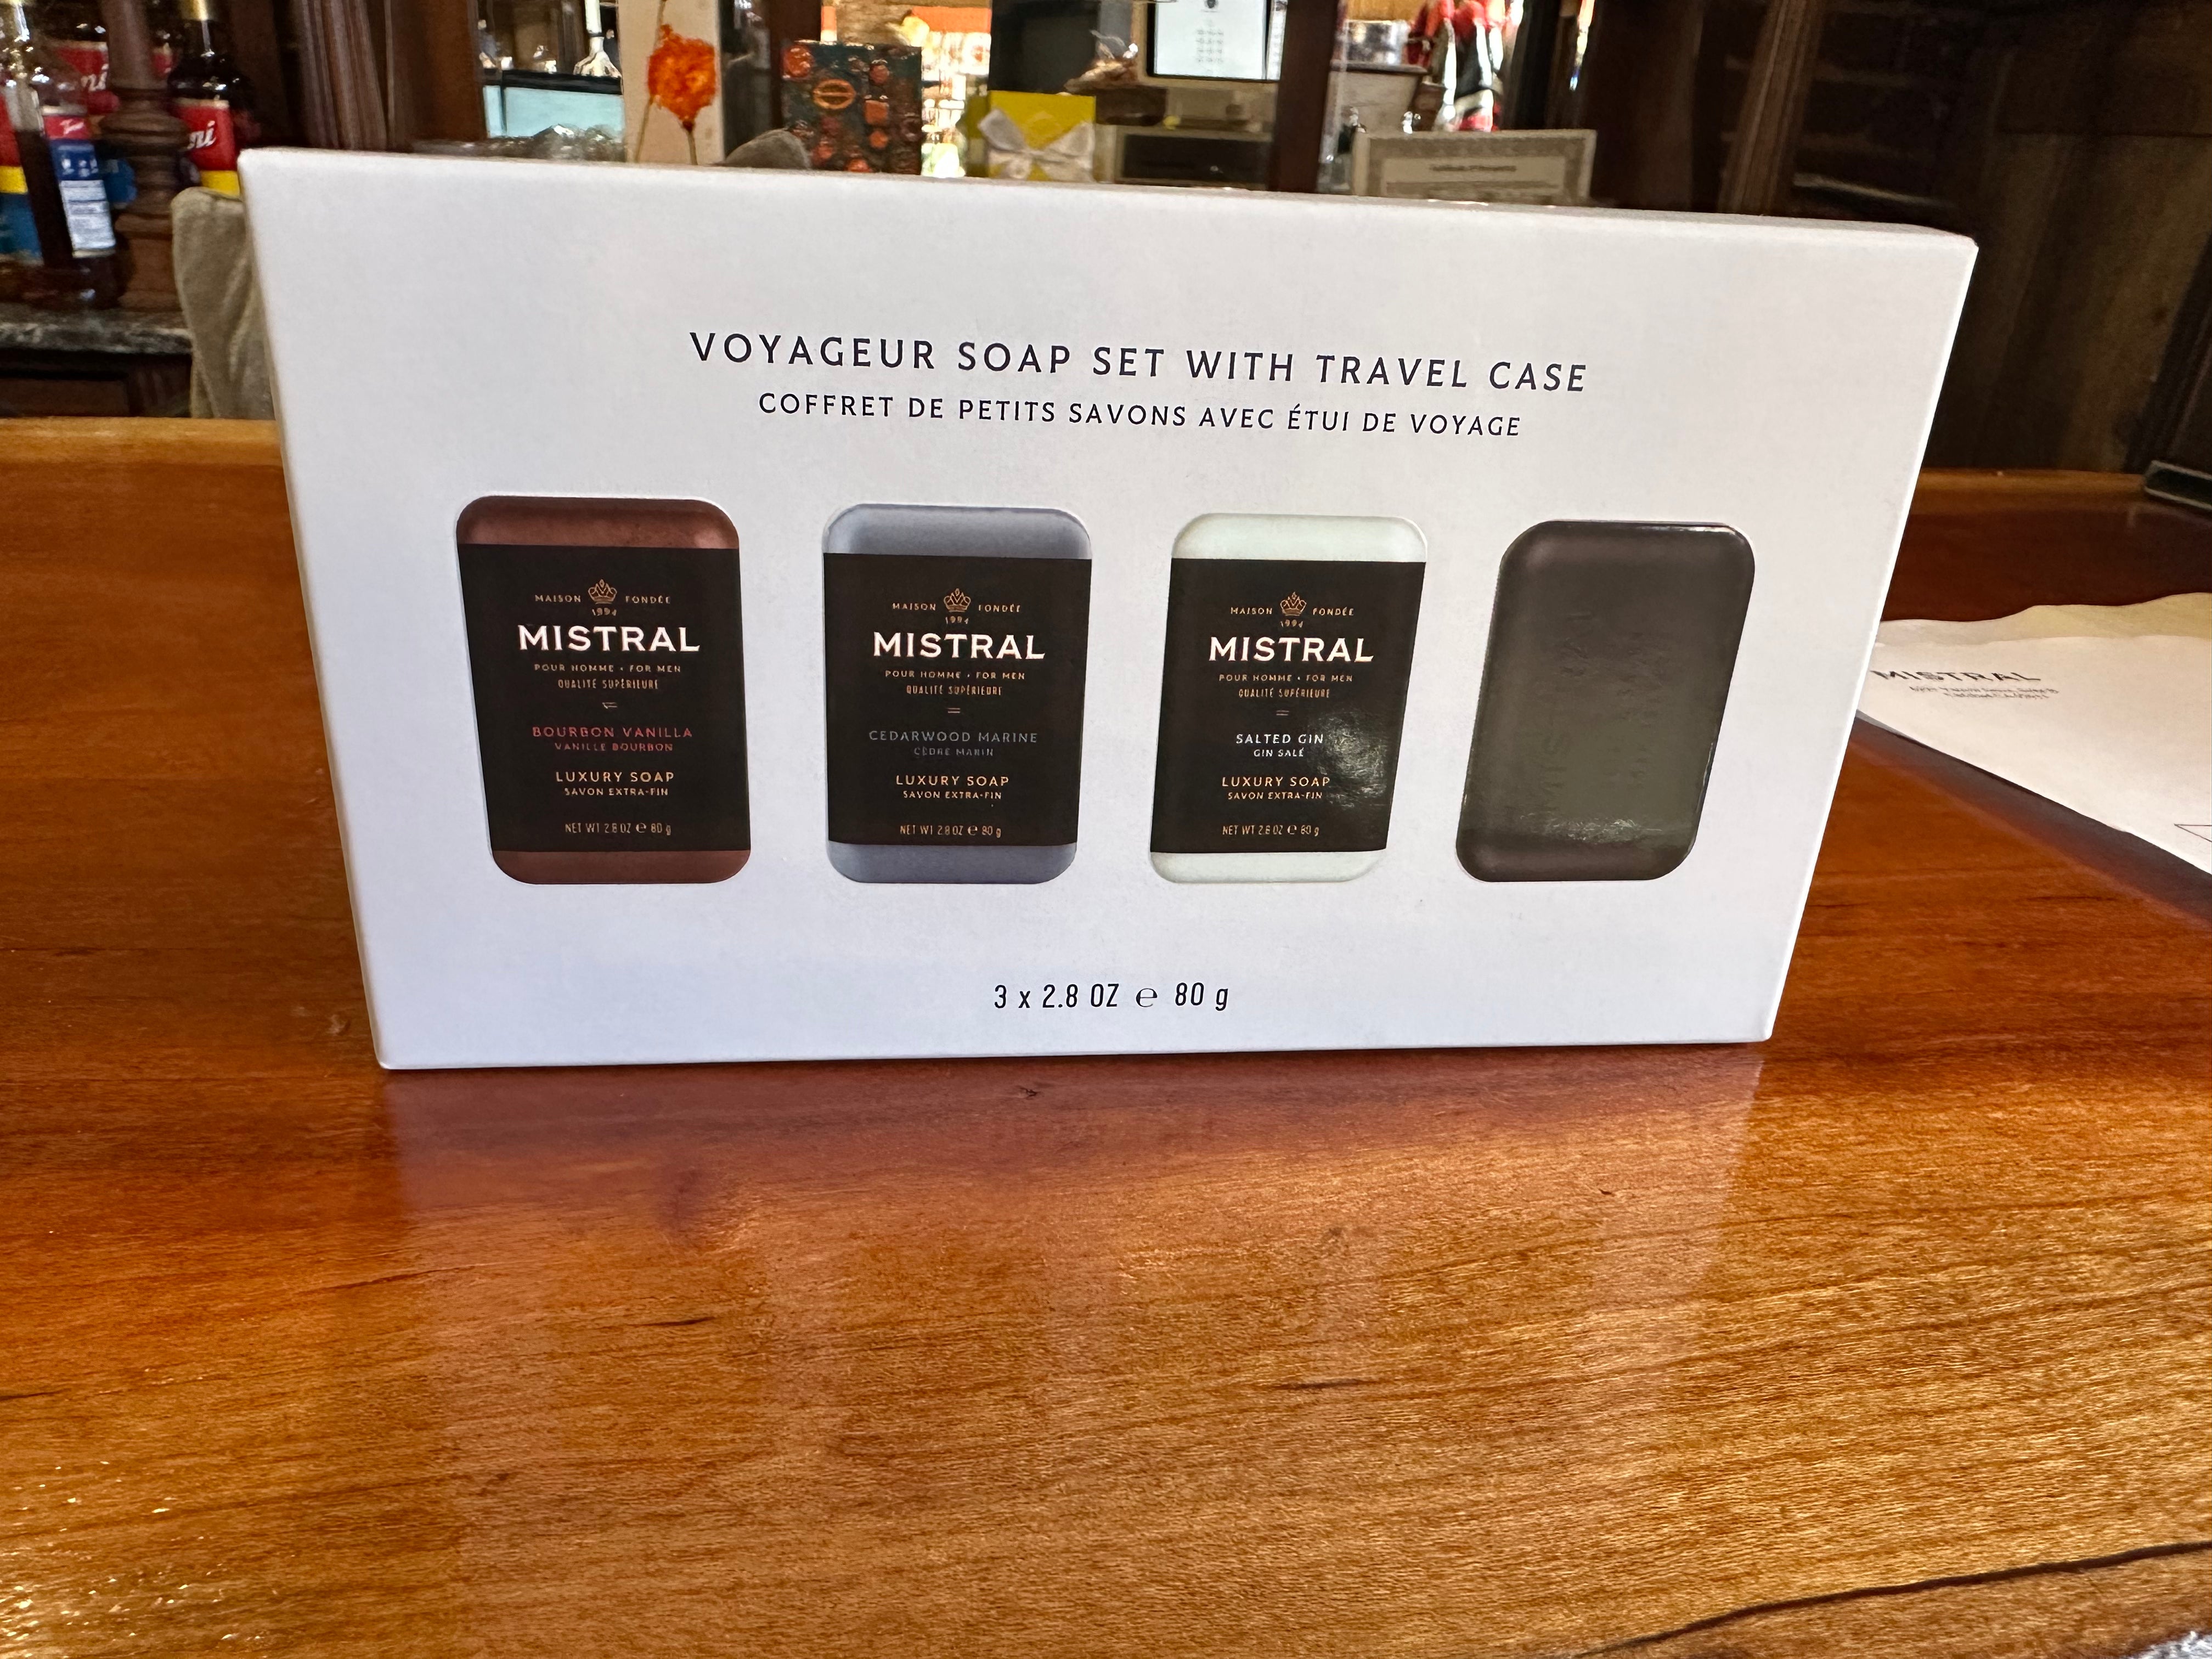 VOYAGEUR SOAP SET WITH TRAVEL CASE
COFFRET DE PETITS SAVONS AVEC ÉTUI DE VOYAGE
MAISON FONDÉE
1994
MISTRAL
POUR HOMME • FOR MEN
QUALITÉ SUPÉRIEURE
BOURBON VANILLA
VANILLE BOURBON
LUXURY SOAP
SAVON EXTRA-FIN
NET WT 2.8 OZ ℮ 80 g
MAISON FONDÉE
1994
MISTRAL
POUR HOMME • FOR MEN
QUALITÉ SUPÉRIEURE
CEDARWOOD MARINE
CÈDRE MARIN
LUXURY SOAP
SAVON EXTRA-FIN
NET WT 2.8 OZ ℮ 80 g
MAISON FONDÉE
1994
MISTRAL
POUR HOMME • FOR MEN
QUALITÉ SUPÉRIEURE
SALTED GIN
GIN SALÉ
LUXURY SOAP
SAVON EXTRA-FIN
NET WT 2.8 OZ ℮ 80 g
3 x 2.8 OZ ℮ 80 g
MISTRAL